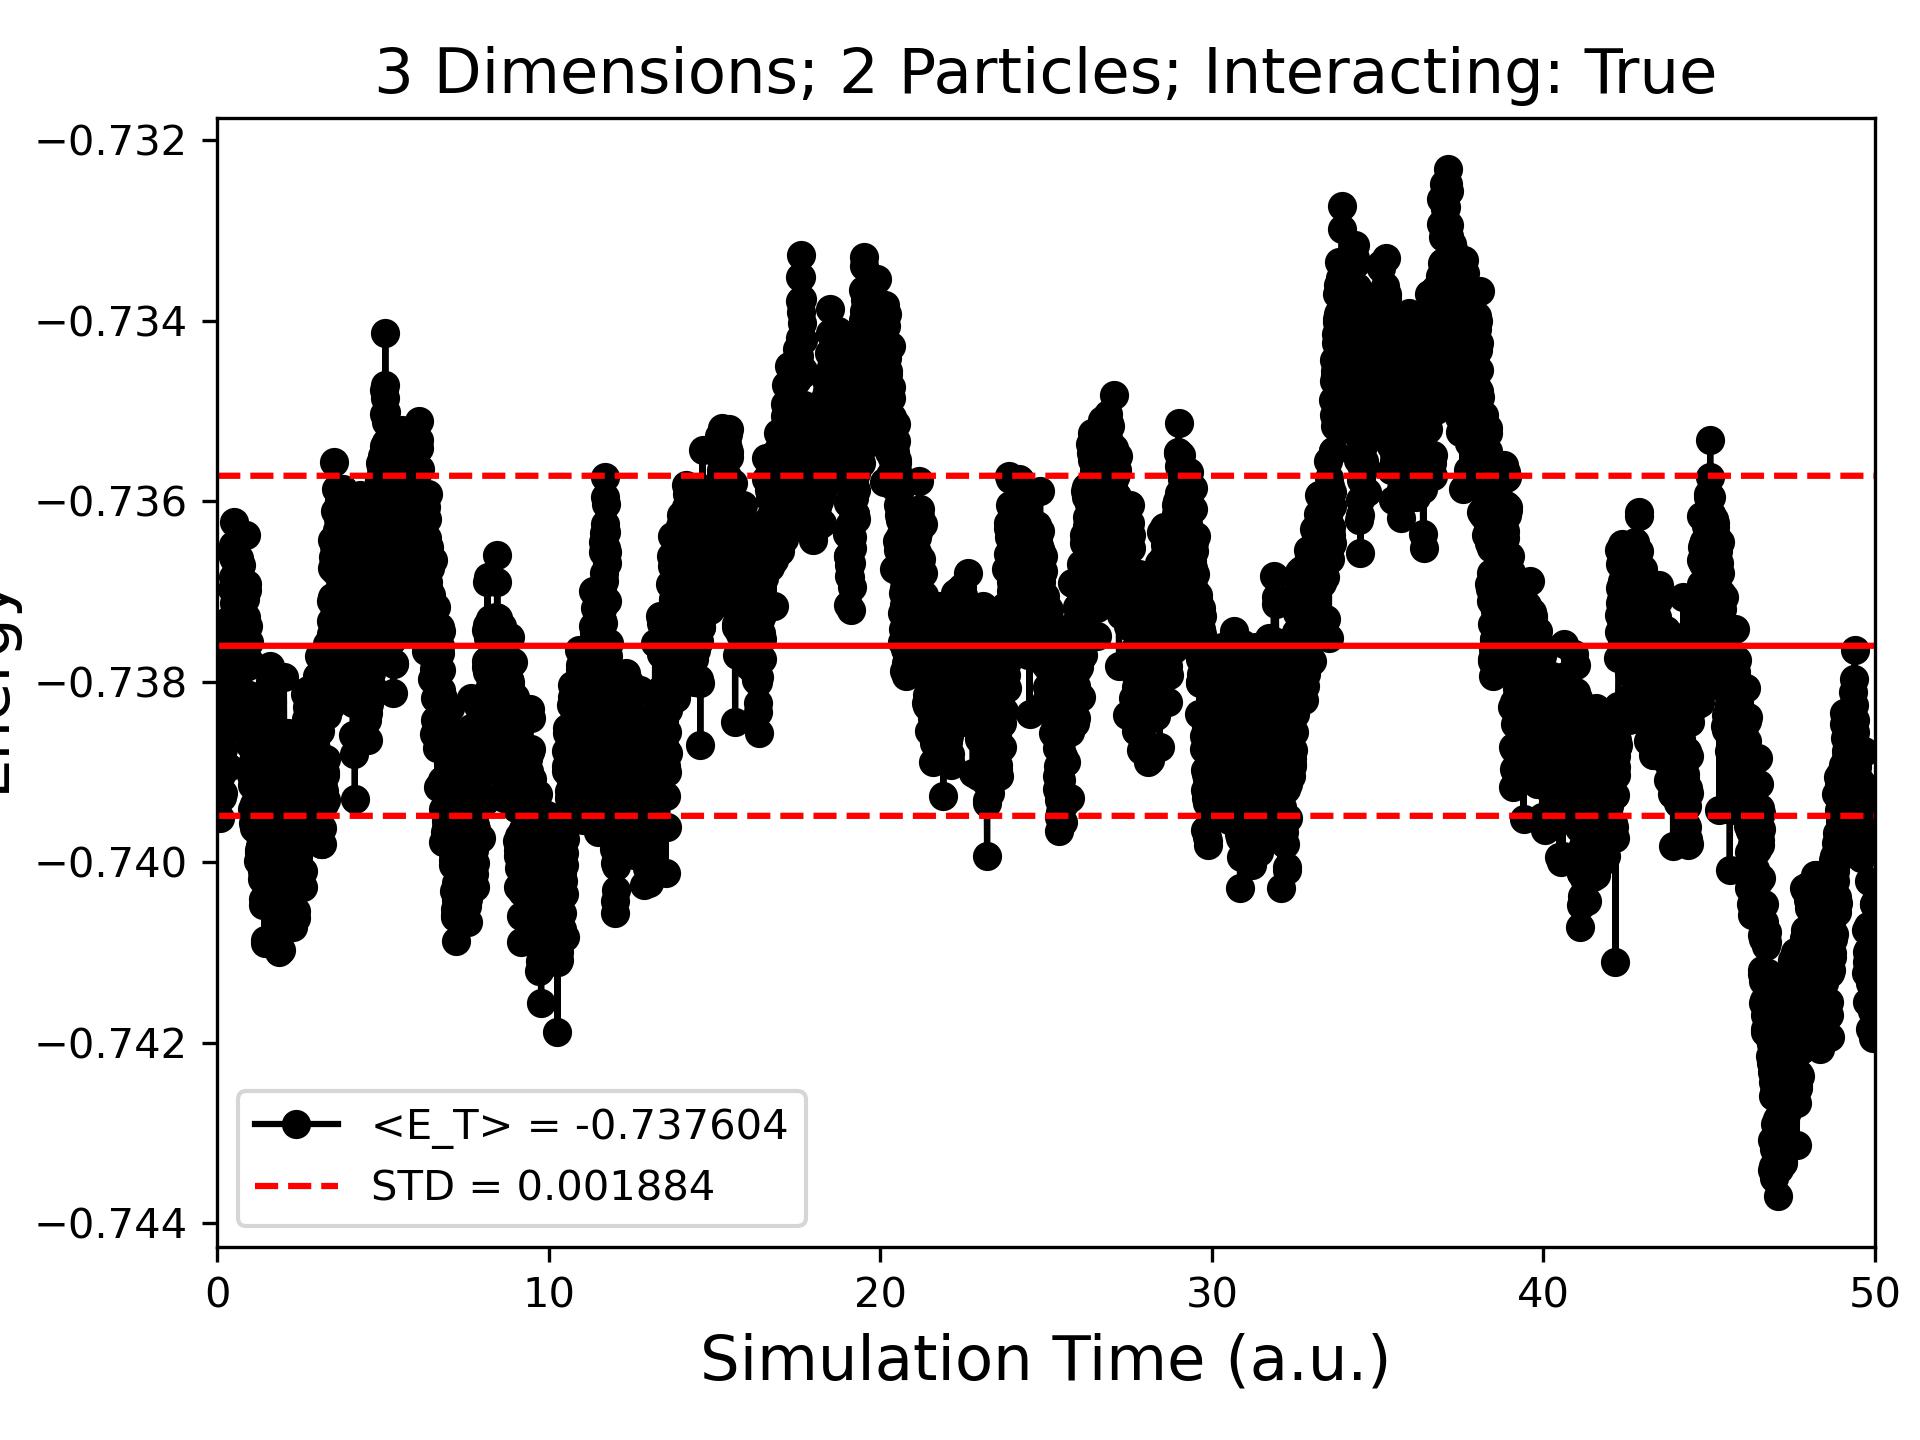 3 Dimensions; 2 Particles; Interacting: True
−0.732
−0.734
−0.736
−0.738
−0.740
−0.742
−0.744
Energy
<E_T> = -0.737604
STD = 0.001884
0 10 20 30 40 50
Simulation Time (a.u.)